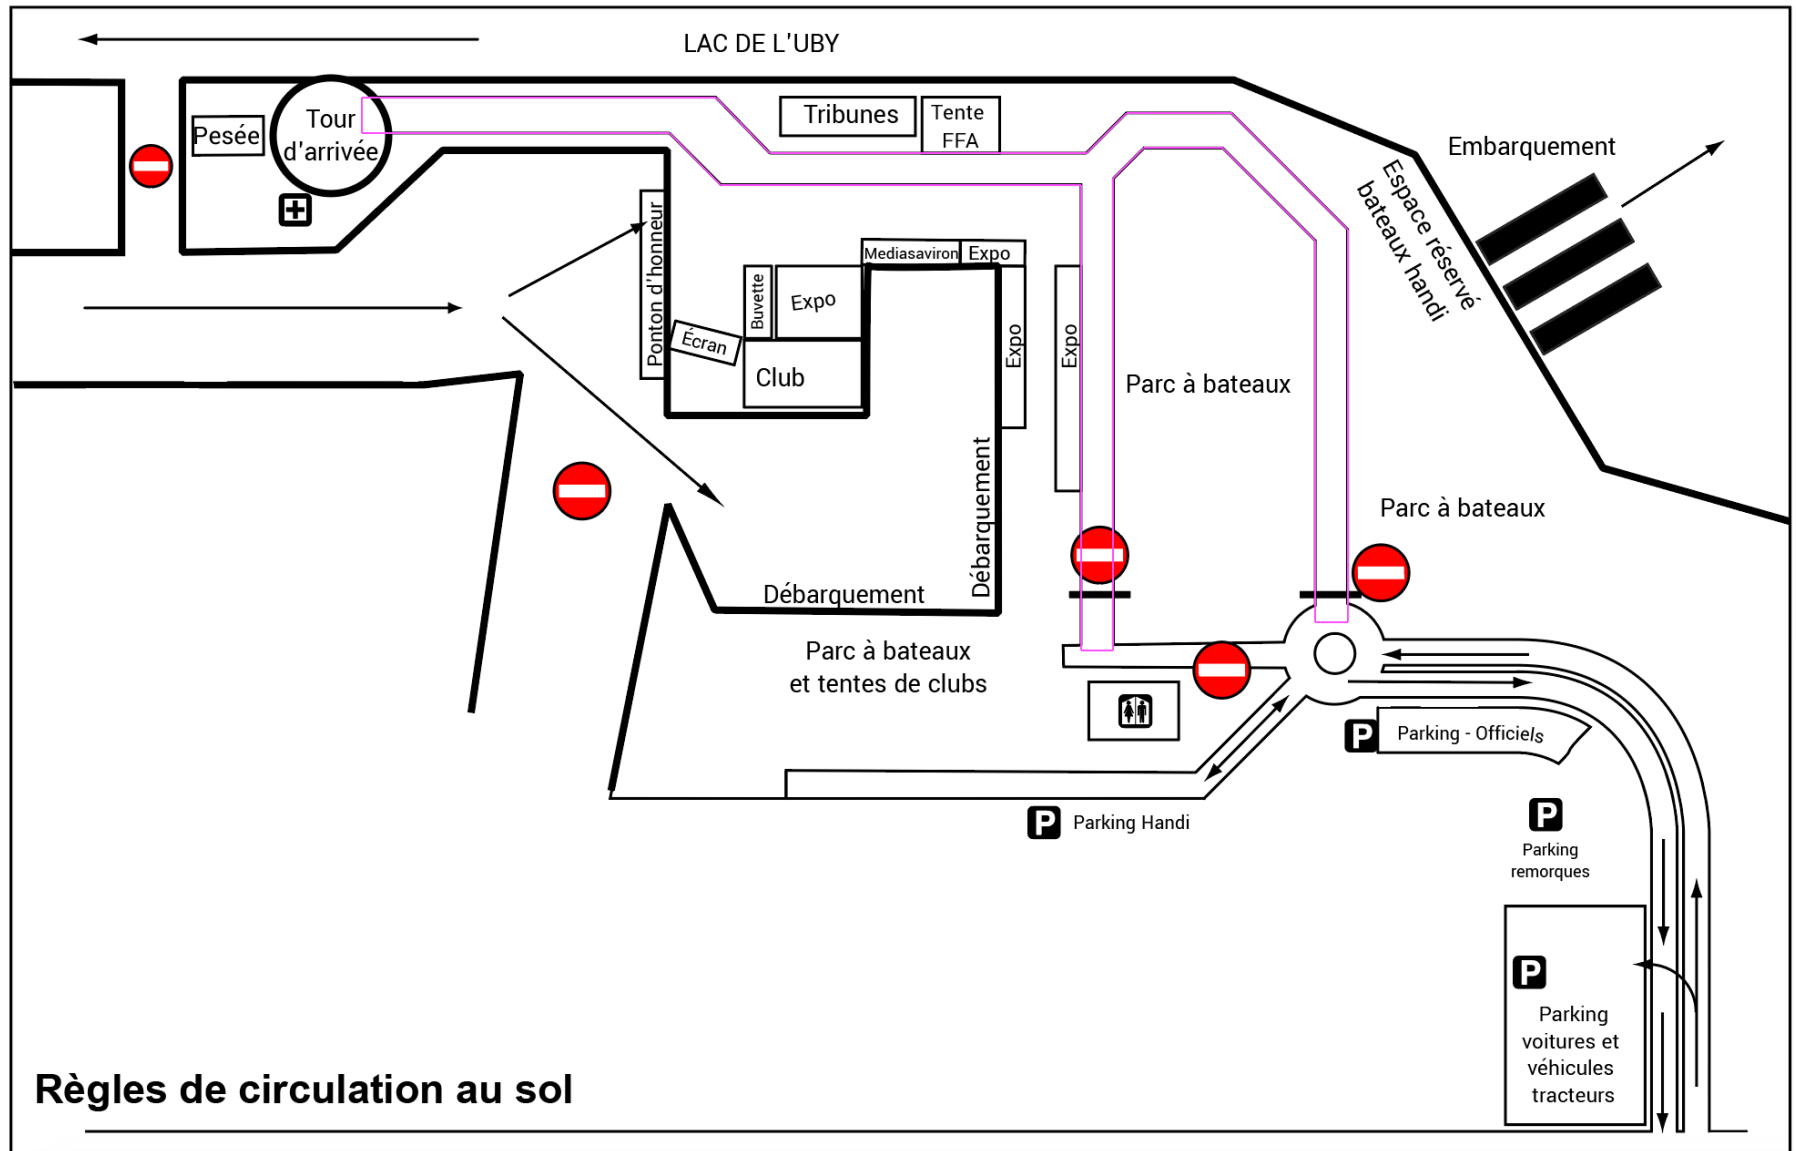 LAC DE L'UBY
Tribunes
Tente
FFA
Pesée
Tour
d'arrivée
Embarquement
Espace réservé
bateaux handi
Ponton d'honneur
Mediasaviron
Expo
Buvette
Expo
Écran
Club
Expo
Expo
Parc à bateaux
Débarquement
Parc à bateaux
Débarquement
Parc à bateaux
et tentes de clubs
P
Parking - Officiels
P
Parking Handi
P
Parking
remorques
P
Parking
voitures et
véhicules
tracteurs
Règles de circulation au sol